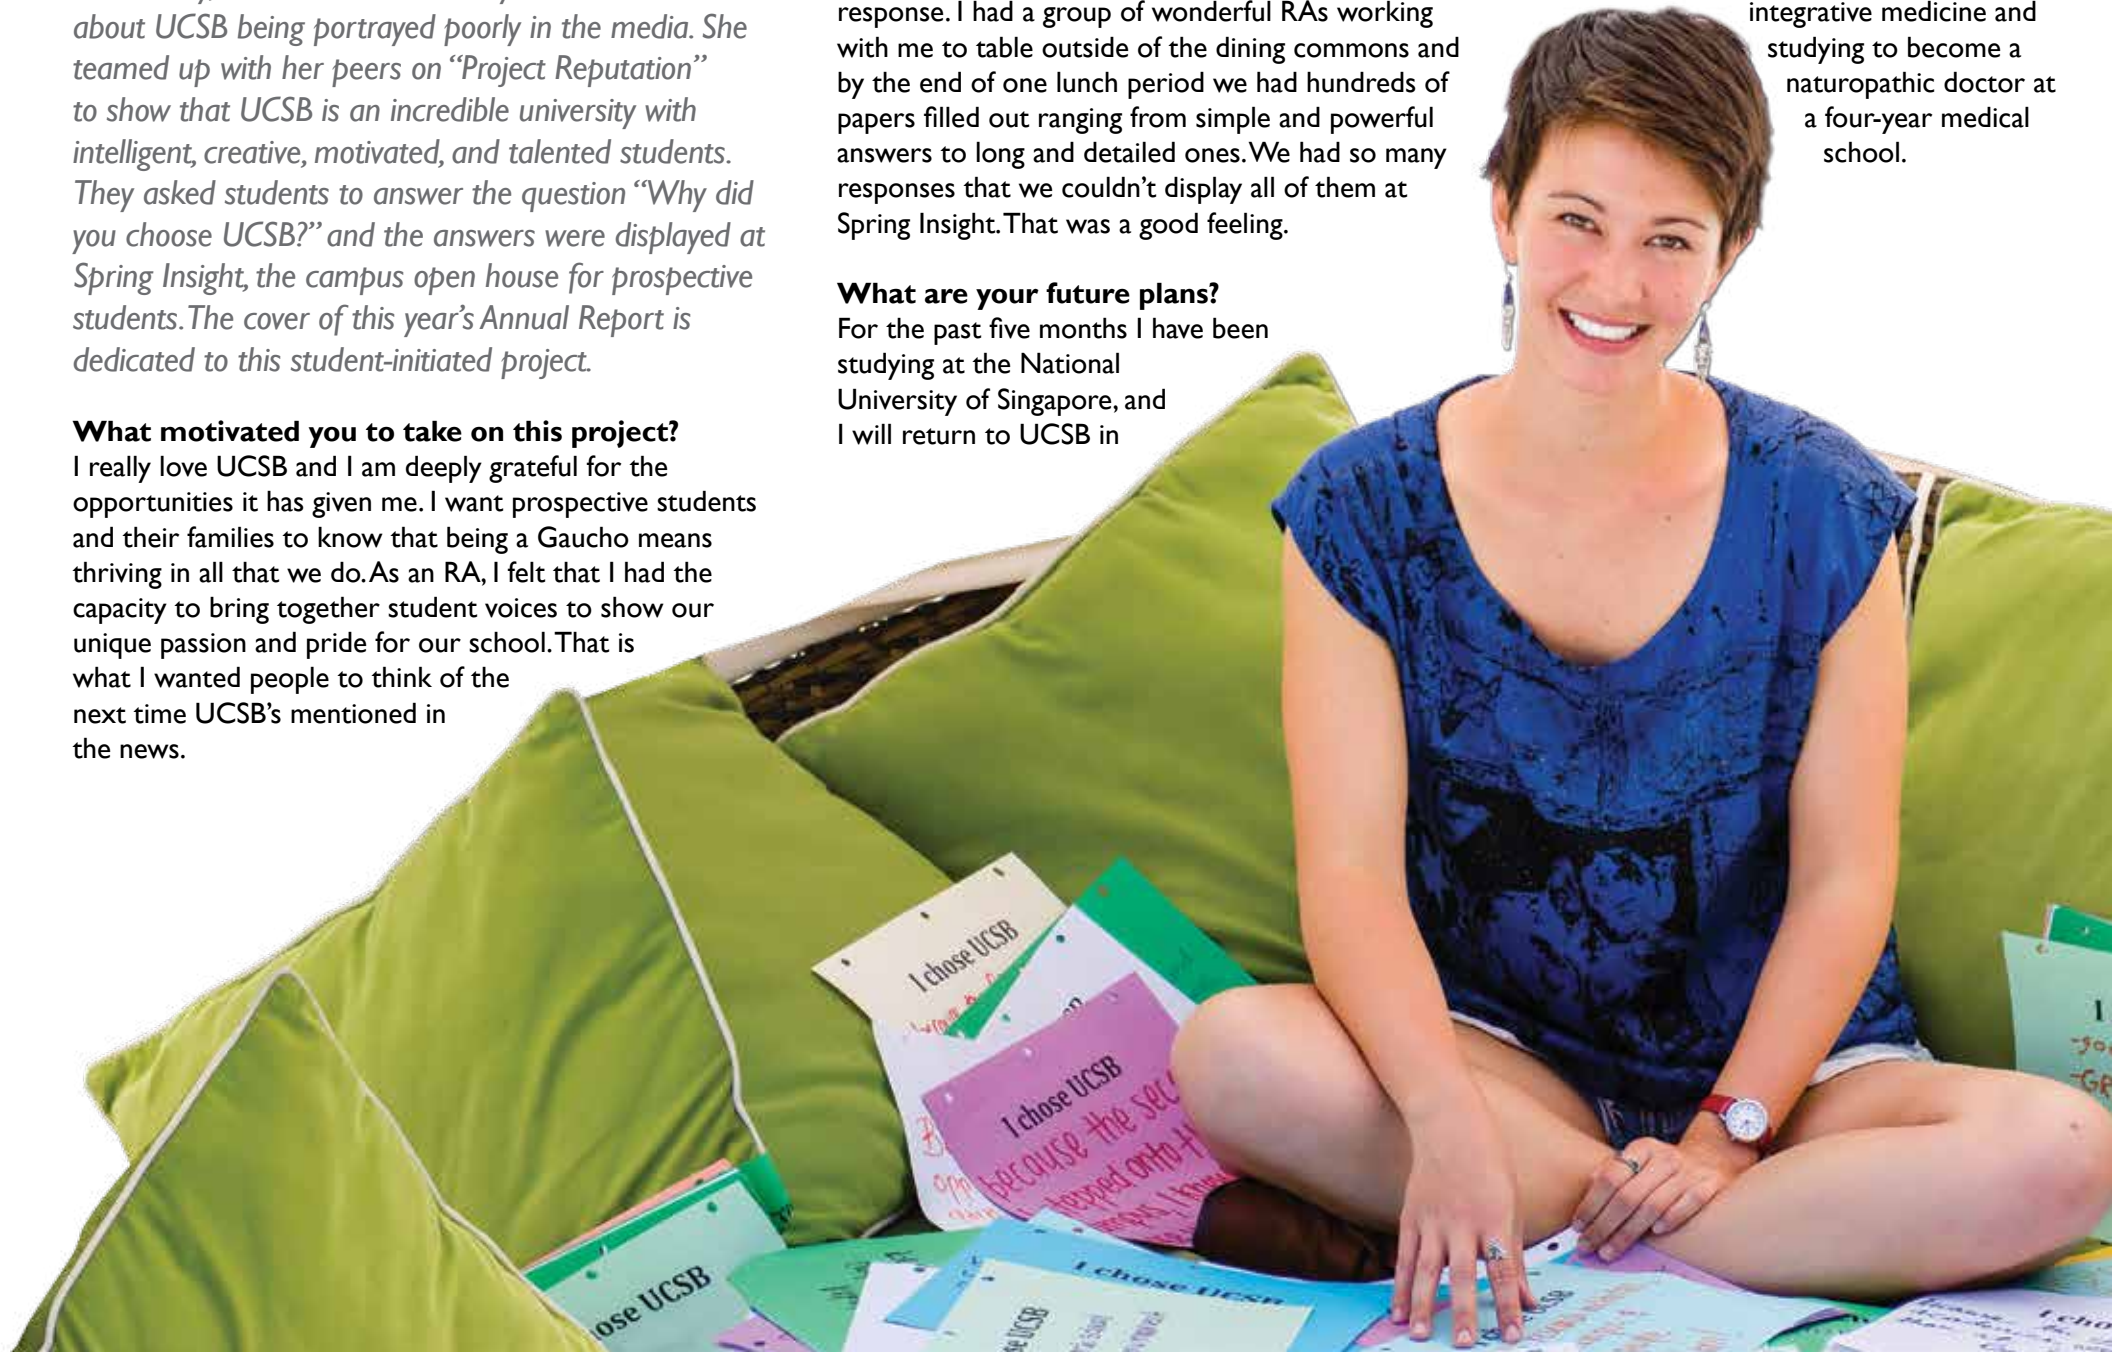 about UCSB being portrayed poorly in the media. She
teamed up with her peers on “Project Reputation”
to show that UCSB is an incredible university with
intelligent, creative, motivated, and talented students.
They asked students to answer the question “Why did
you choose UCSB?” and the answers were displayed at
Spring Insight, the campus open house for prospective
students. The cover of this year’s Annual Report is
dedicated to this student-initiated project.
What motivated you to take on this project?
I really love UCSB and I am deeply grateful for the
opportunities it has given me. I want prospective students
and their families to know that being a Gaucho means
thriving in all that we do. As an RA, I felt that I had the
capacity to bring together student voices to show our
unique passion and pride for our school. That is
what I wanted people to think of the
next time UCSB’s mentioned in
the news.
response. I had a group of wonderful RAs working
with me to table outside of the dining commons and
by the end of one lunch period we had hundreds of
papers filled out ranging from simple and powerful
answers to long and detailed ones. We had so many
responses that we couldn’t display all of them at
Spring Insight. That was a good feeling.
What are your future plans?
For the past five months I have been
studying at the National
University of Singapore, and
I will return to UCSB in
integrative medicine and
studying to become a
naturopathic doctor at
a four-year medical
school.
I chose UCSB
I chose UCSB
because the
stepped onto
I
ose UCSB
I chose UCSB
UCSB
I